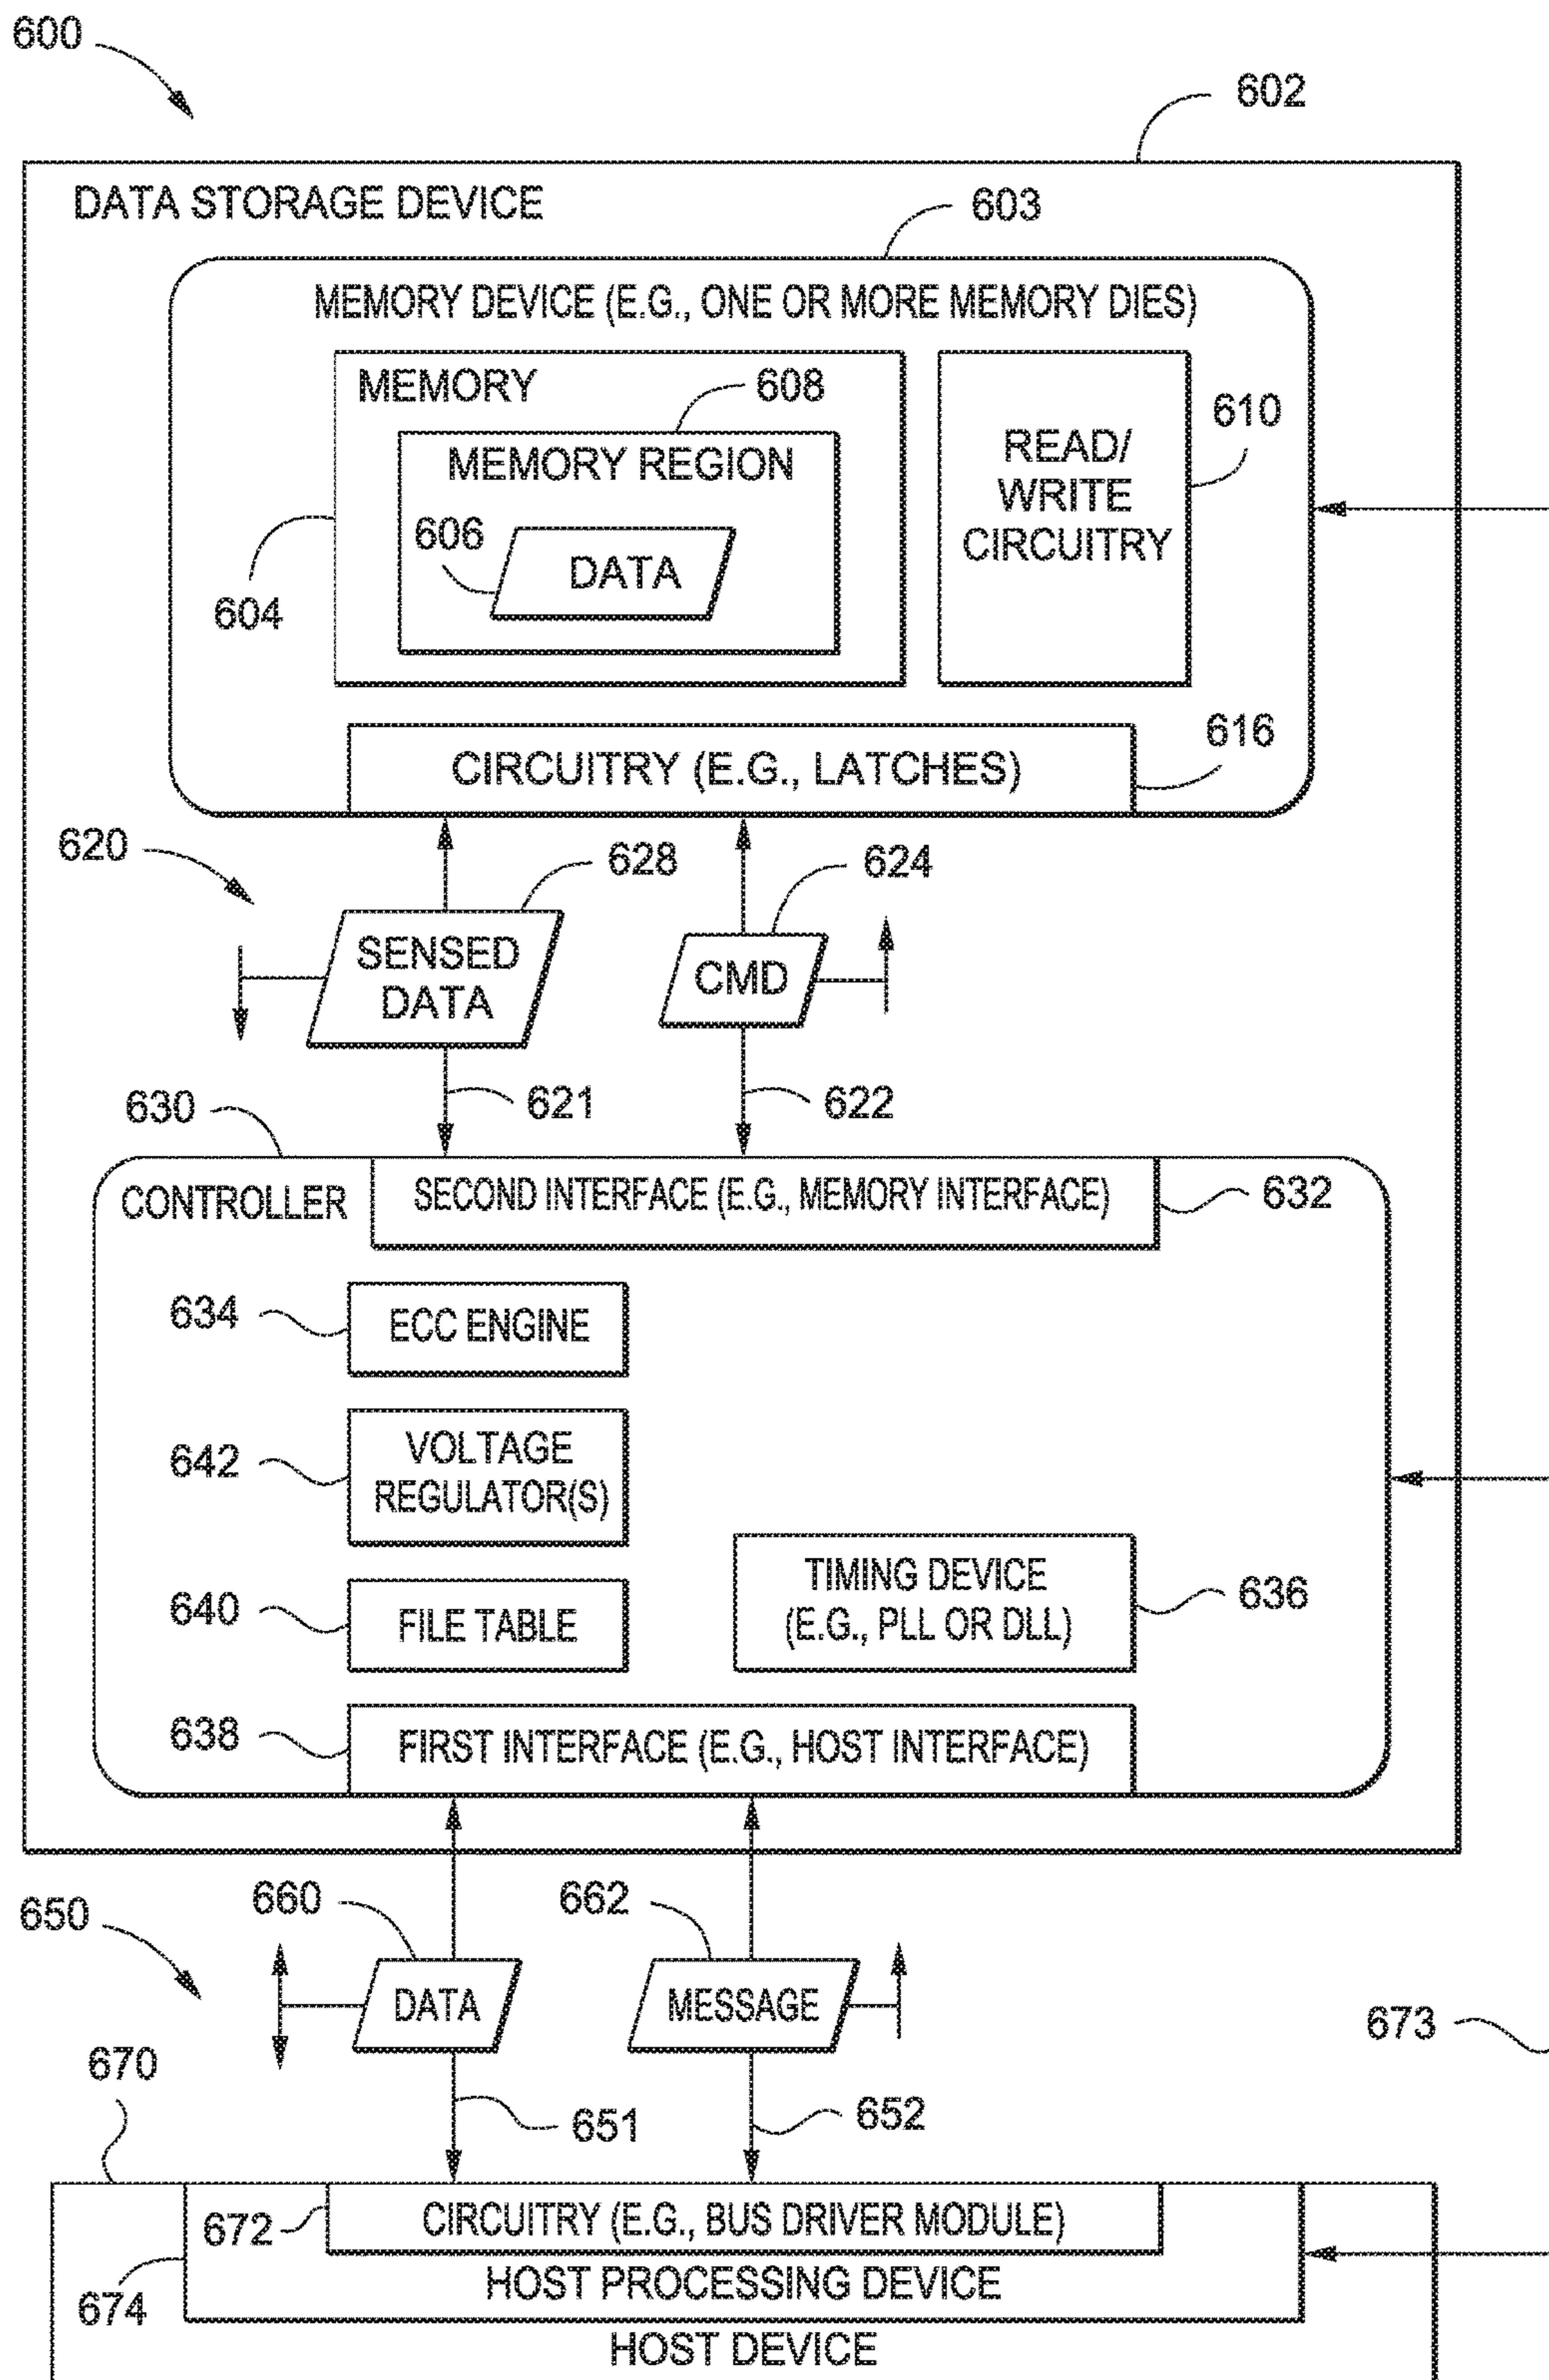 600
602
DATA STORAGE DEVICE
603
MEMORY DEVICE (E.G., ONE OR MORE MEMORY DIES)
MEMORY
608
610
MEMORY REGION
READ/
WRITE
CIRCUITRY
606
DATA
604
616
CIRCUITRY (E.G., LATCHES)
620
628
624
SENSED
DATA
CMD
621
622
630
CONTROLLER
SECOND INTERFACE (E.G., MEMORY INTERFACE)
632
634
ECC ENGINE
642
VOLTAGE
REGULATOR(S)
TIMING DEVICE
(E.G., PLL OR DLL)
636
640
FILE TABLE
638
FIRST INTERFACE (E.G., HOST INTERFACE)
650
660
662
DATA
MESSAGE
673
670
651
652
672
CIRCUITRY (E.G., BUS DRIVER MODULE)
674
HOST PROCESSING DEVICE
HOST DEVICE